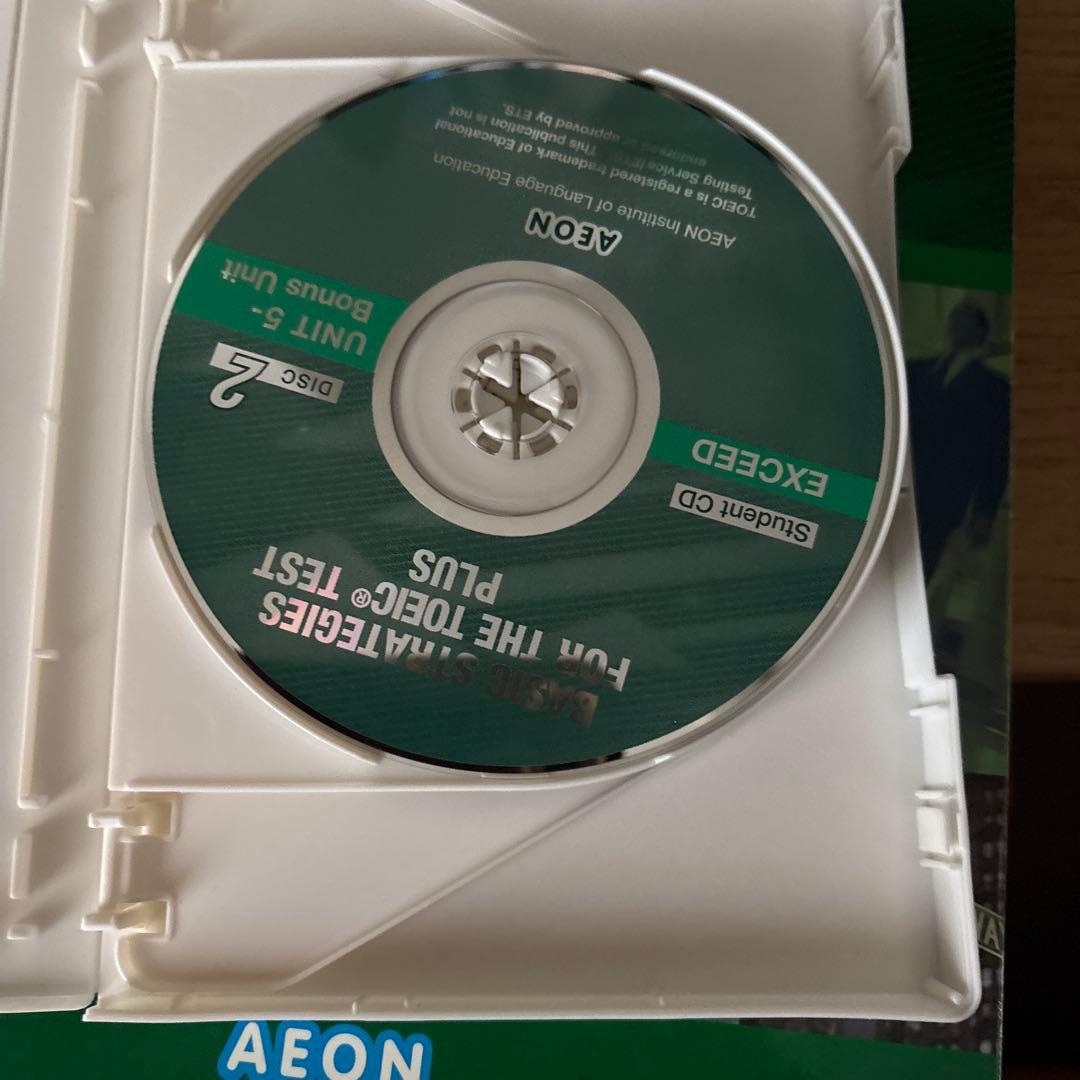 BASIC STRATEGIES
FOR THE TOEIC® TEST
PLUS
Student CD
EXCEED
DISC 2
UNIT 5-
Bonus Unit
AEON
AEON Institute of Language Education
TOEIC is a registered trademark of Educational
Testing Service (ETS). This publication is not
endorsed or approved by ETS.
AEON